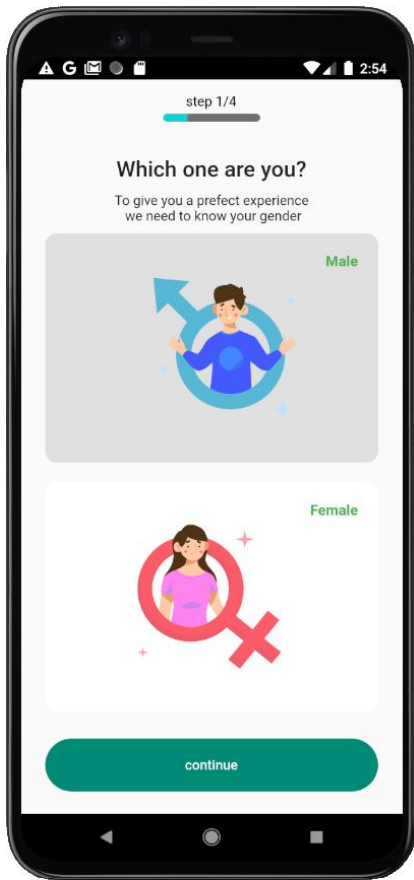 G 2:54
step 1/4
Which one are you?
To give you a prefect experience
we need to know your gender
Male
Female
continue